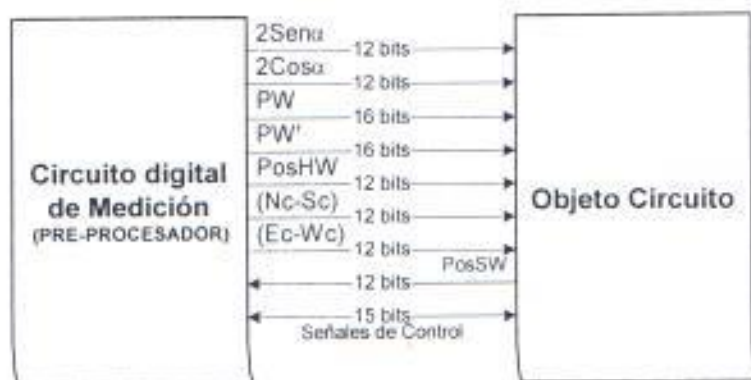 2Senα
12 bits
2Cosα
12 bits
PW
16 bits
PW'
16 bits
PosHW
12 bits
(Nc-Sc)
12 bits
(Ec-Wc)
12 bits
PosSW
12 bits
15 bits
Señales de Control
Circuito digital
de Medición
(PRE-PROCESADOR)
Objeto Circuito